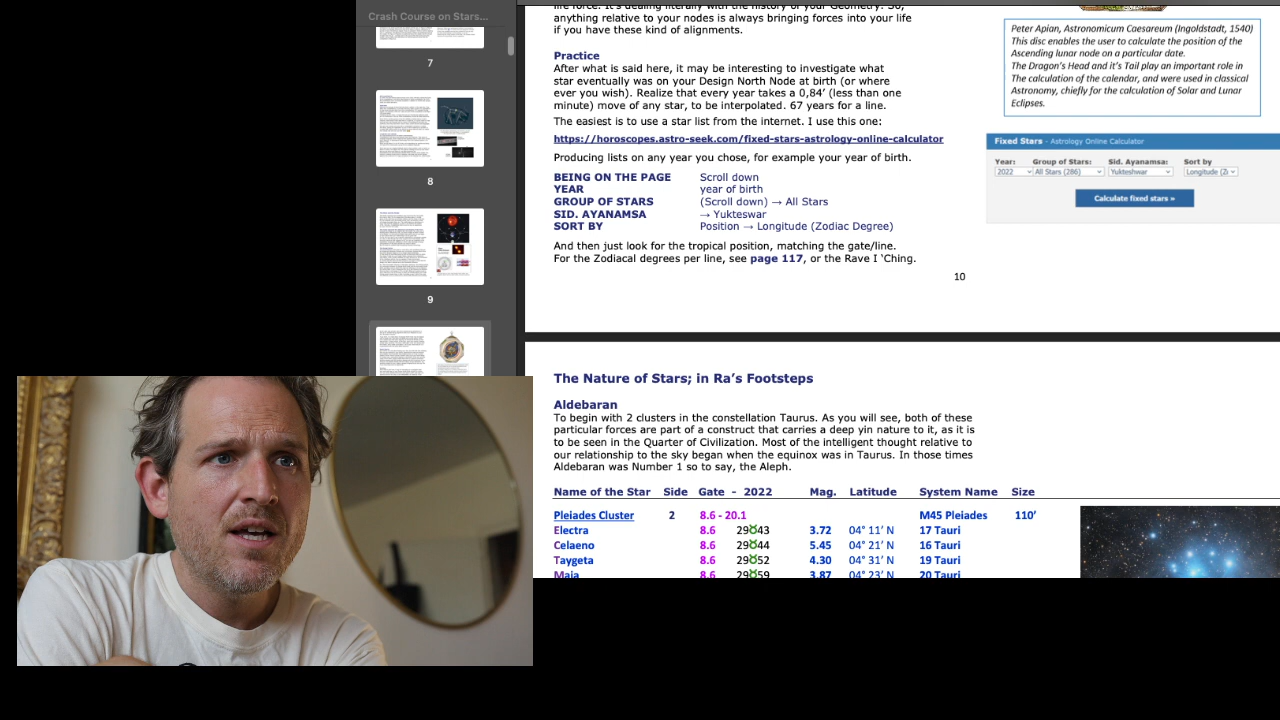 Crash Course on Stars...
7
8
9
life force. It's dealing literally with the history of your Geometry. So,
anything relative to your nodes is always bringing forces into your life
if you have these kind of alignments.
Practice
After what is said here, it may be interesting to investigate what
star eventually was on your Design North Node at birth (or where
ever you wish). Realize that every year takes a 0,84' (less than one
minute) move of any star, to be interpolated. 67 years for a line.
The easiest is to use a star list from the internet. I use this one:
https://horoscopes.astro-seek.com/fixed-stars-astrology-online-calculator
Producing lists on any year you chose, for example your year of birth.
BEING ON THE PAGE Scroll down
YEAR year of birth
GROUP OF STARS (Scroll down) → All Stars
SID. AYANAMSA → Yukteswar
SORT BY Position → Longitude (Zodiac Degree)
And then just look for the tropical position, matching the gate/line.
For the Zodiacal degrees per line, see page 117, or the Rave I 'Ching.
10
Peter Apian, Astronomicum Caesareum (Ingoldstadt, 1540)
This disc enables the user to calculate the position of the
Ascending lunar node on a particular date.
The Dragon's Head and it's Tail play an important role in
The calculation of the calendar, and were used in classical
Astronomy, chiefly for the calculation of Solar and Lunar
Eclipses.
Fixed Stars - Astrology Online Calculator
Year: Group of Stars: Sid. Ayanamsa: Sort by
2022 All Stars (286) Yukteshwar Longitude (Zi
Calculate fixed stars »
The Nature of Stars; in Ra's Footsteps
Aldebaran
To begin with 2 clusters in the constellation Taurus. As you will see, both of these
particular forces are part of a construct that carries a deep yin nature to it, as it is
to be seen in the Quarter of Civilization. Most of the intelligent thought relative to
our relationship to the sky began when the equinox was in Taurus. In those times
Aldebaran was Number 1 so to say, the Aleph.
Name of the Star Side Gate - 2022 Mag. Latitude System Name Size
Pleiades Cluster 2 8.6 - 20.1 M45 Pleiades 110'
Electra 8.6 29♉43 3.72 04° 11' N 17 Tauri
Celaeno 8.6 29♉44 5.45 04° 21' N 16 Tauri
Taygeta 8.6 29♉52 4.30 04° 31' N 19 Tauri
Maia 8.6 29♉59 3.87 04° 23' N 20 Tauri